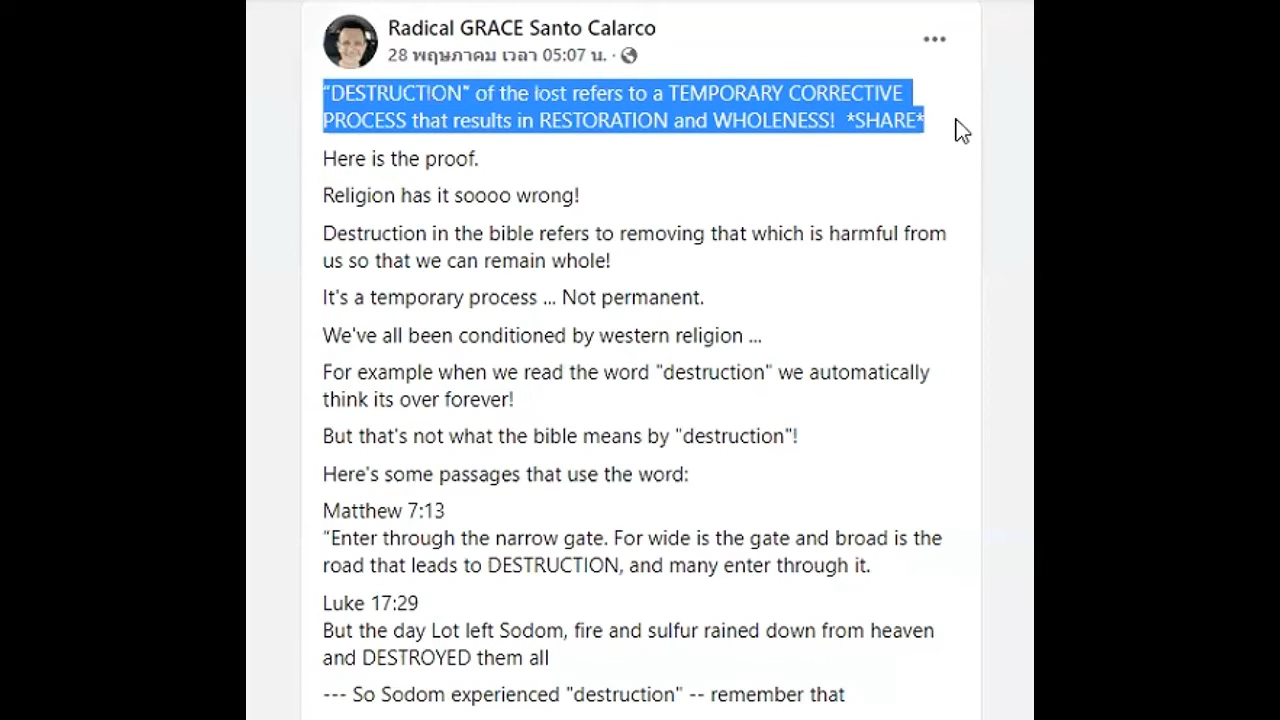 Radical GRACE Santo Calarco
28 พฤษภาคม เวลา 05:07 น. ·
“DESTRUCTION” of the lost refers to a TEMPORARY CORRECTIVE
PROCESS that results in RESTORATION and WHOLENESS!  *SHARE*
Here is the proof.
Religion has it soooo wrong!
Destruction in the bible refers to removing that which is harmful from
us so that we can remain whole!
It's a temporary process ... Not permanent.
We've all been conditioned by western religion ...
For example when we read the word "destruction" we automatically
think its over forever!
But that's not what the bible means by "destruction"!
Here's some passages that use the word:
Matthew 7:13
“Enter through the narrow gate. For wide is the gate and broad is the
road that leads to DESTRUCTION, and many enter through it.
Luke 17:29
But the day Lot left Sodom, fire and sulfur rained down from heaven
and DESTROYED them all
--- So Sodom experienced "destruction" -- remember that